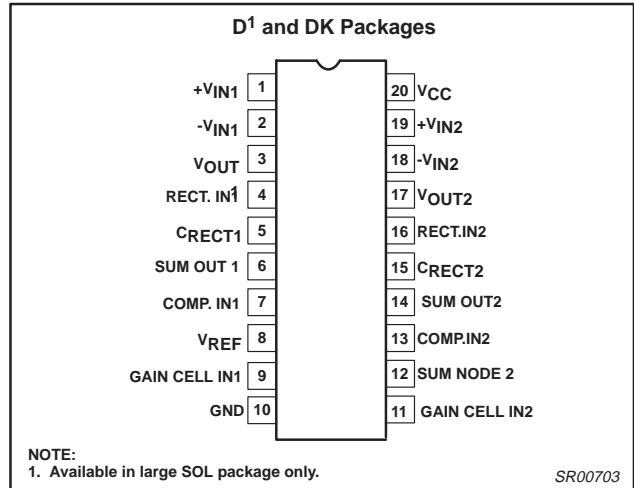 D1 and DK Packages
+VIN1 1
-VIN1 2
VOUT 3
1
RECT. IN1 4
CRECT1 5
SUM OUT 1 6
COMP. IN1 7
VREF 8
GAIN CELL IN1 9
GND 10
20 VCC
19 +VIN2
18 -VIN2
17 VOUT2
16 RECT.IN2
15 CRECT2
14 SUM OUT2
13 COMP.IN2
12 SUM NODE 2
11 GAIN CELL IN2
NOTE:
1. Available in large SOL package only.
SR00703